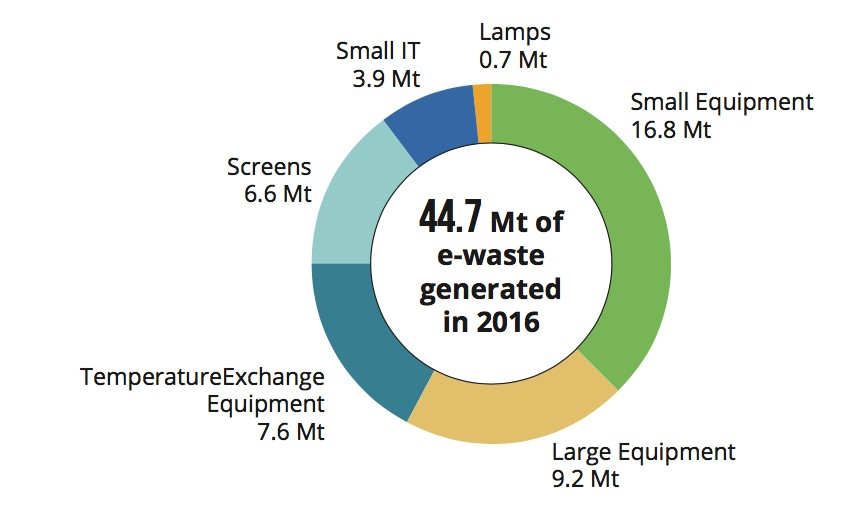 Lamps
0.7 Mt
Small IT
3.9 Mt
Small Equipment
16.8 Mt
Screens
6.6 Mt
44.7 Mt of
e-waste
generated
in 2016
TemperatureExchange
Equipment
7.6 Mt
Large Equipment
9.2 Mt